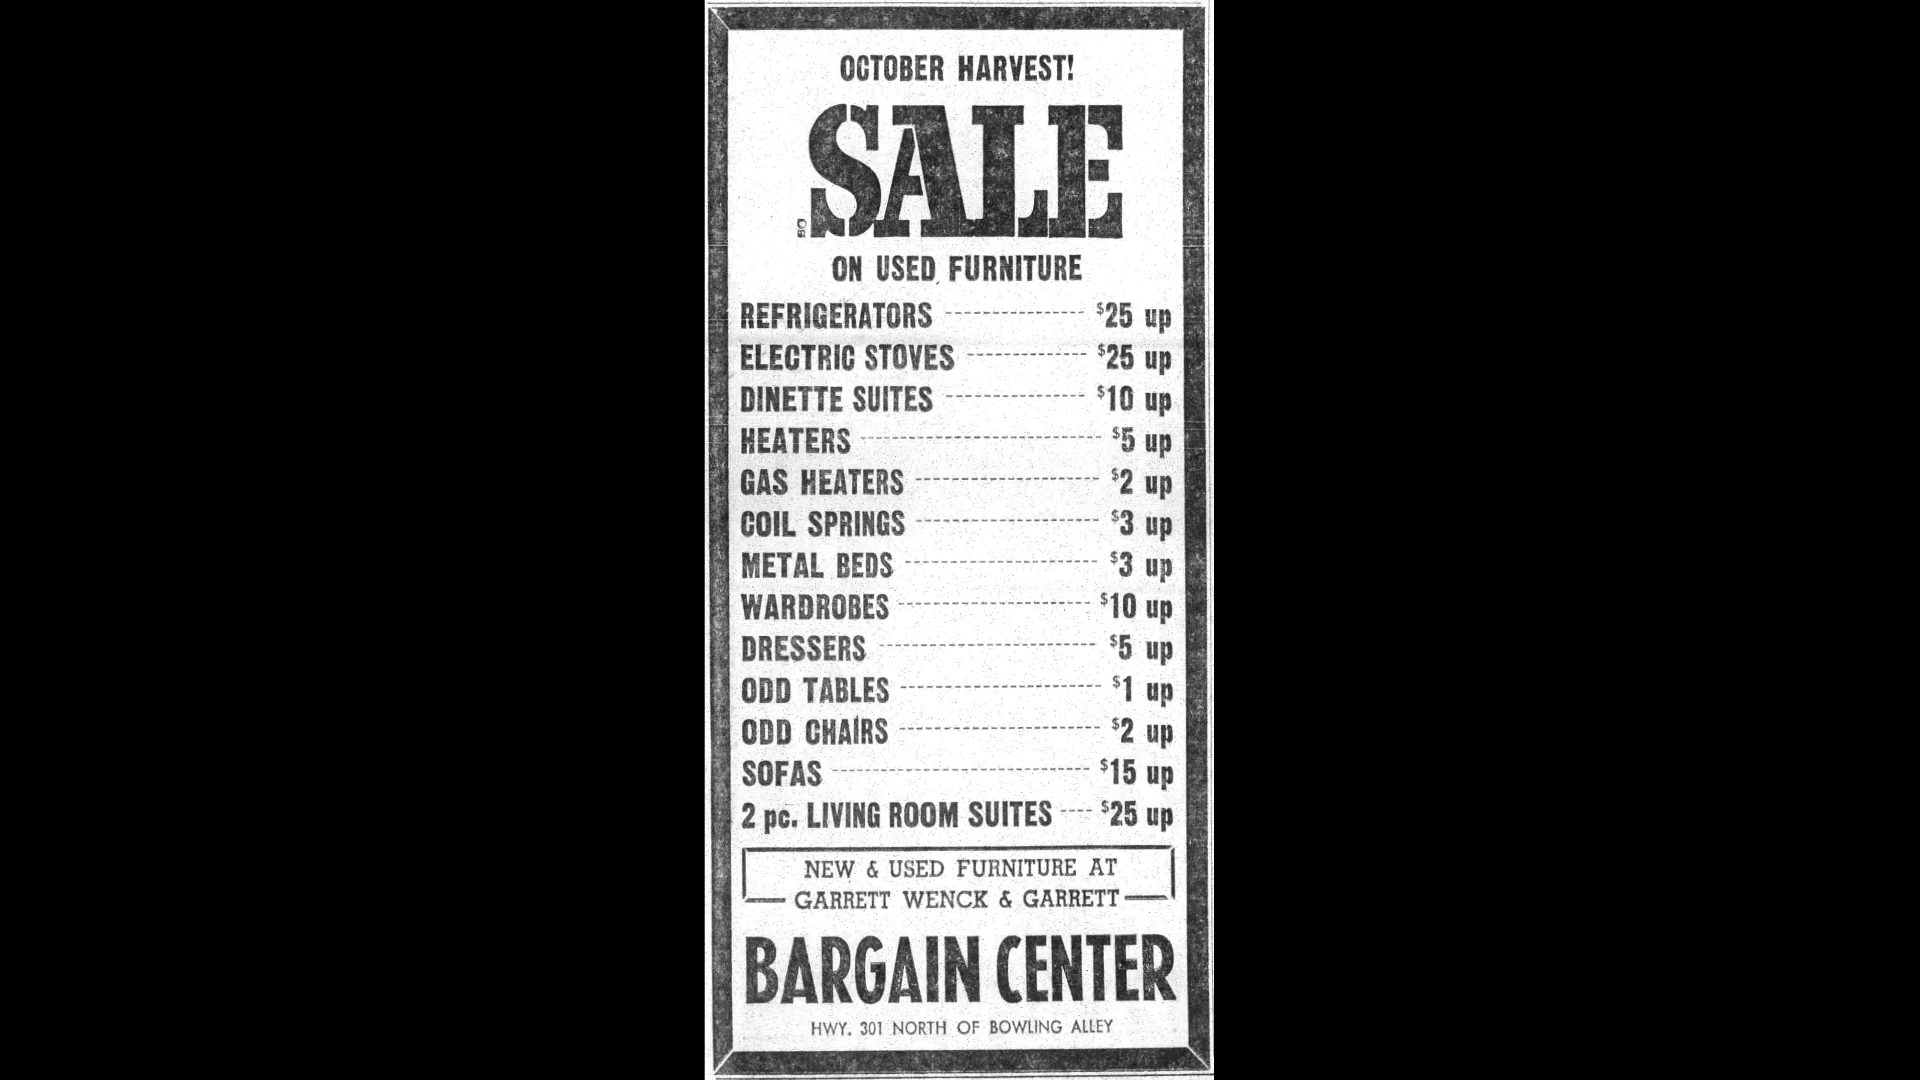 OCTOBER HARVEST!
SALE
ON USED FURNITURE
REFRIGERATORS $25 up
ELECTRIC STOVES $25 up
DINETTE SUITES $10 up
HEATERS $5 up
GAS HEATERS $2 up
COIL SPRINGS $3 up
METAL BEDS $3 up
WARDROBES $10 up
DRESSERS $5 up
ODD TABLES $1 up
ODD CHAIRS $2 up
SOFAS $15 up
2 pc. LIVING ROOM SUITES $25 up
NEW & USED FURNITURE AT
GARRETT WENCK & GARRETT
BARGAIN CENTER
HWY. 301 NORTH OF BOWLING ALLEY